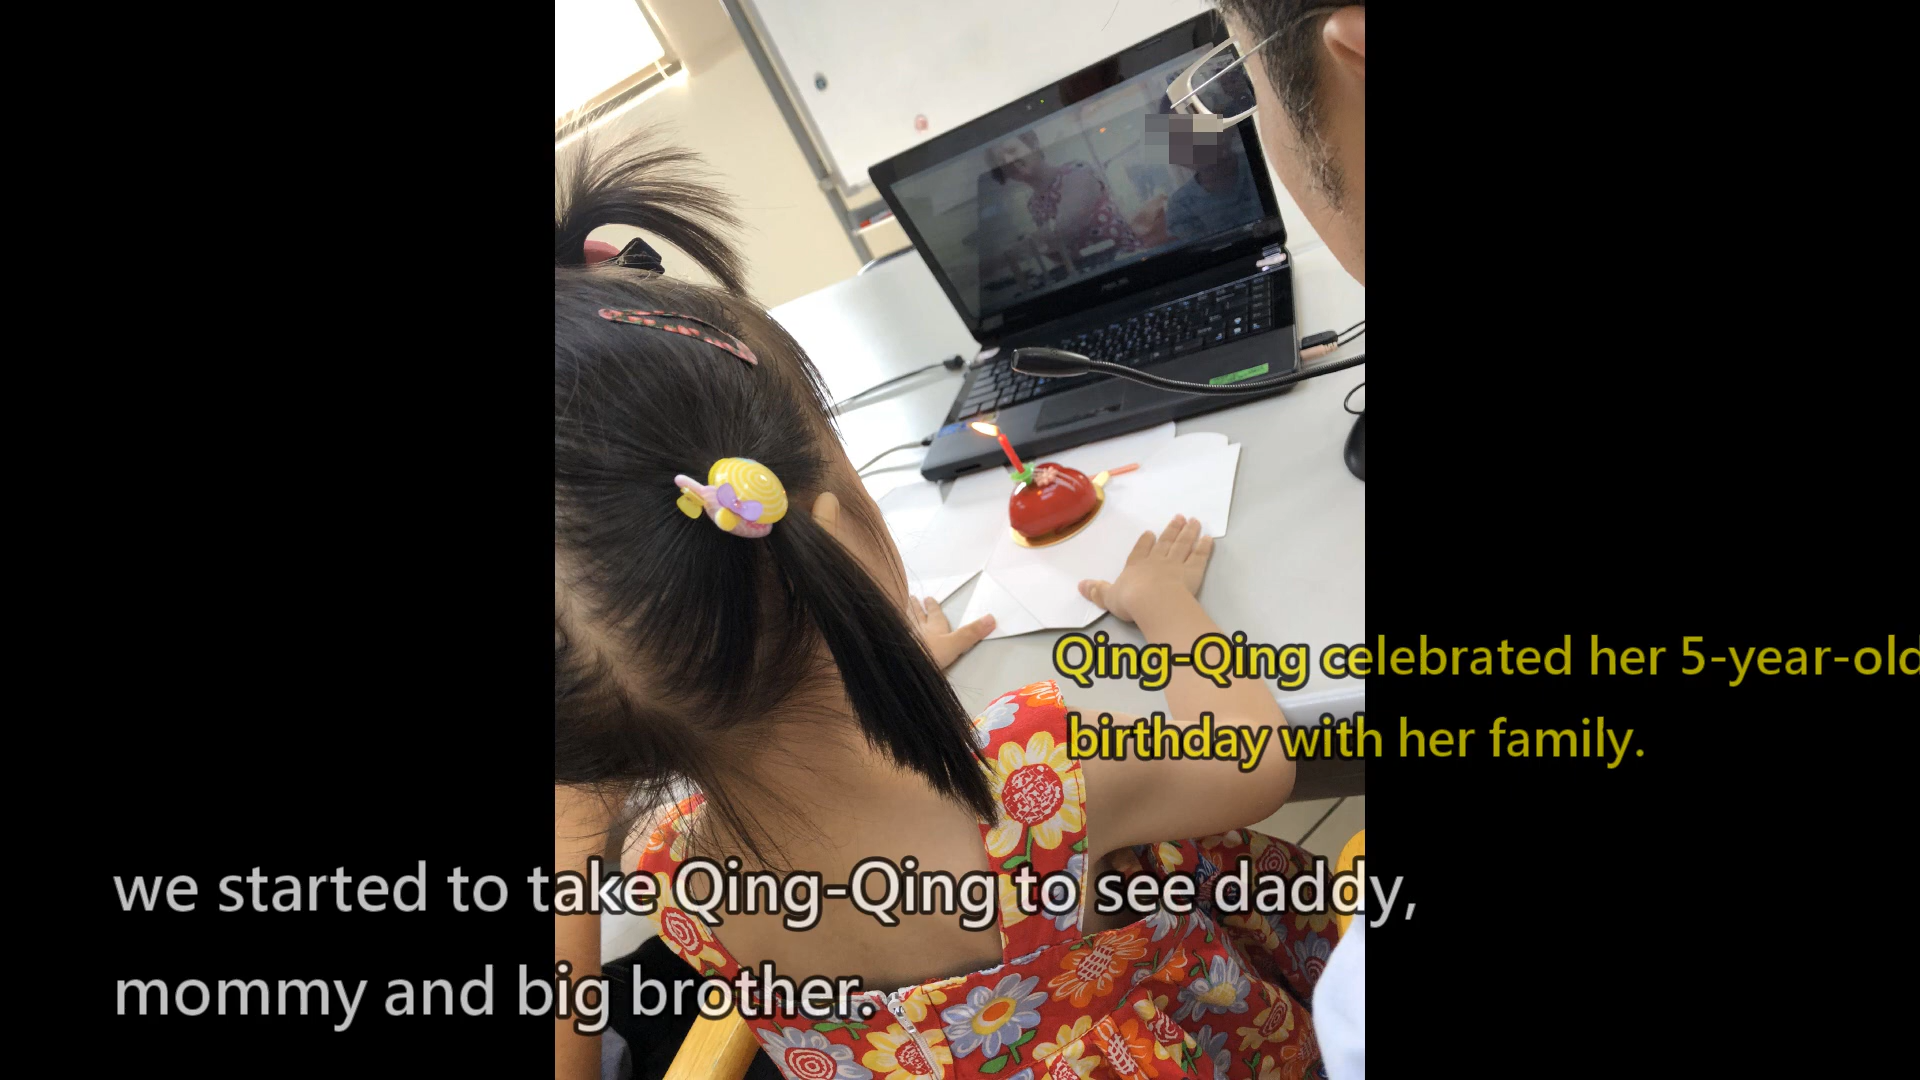 Qing-Qing celebrated her 5-year-old
birthday with her family.
we started to take Qing-Qing to see daddy,
mommy and big brother.